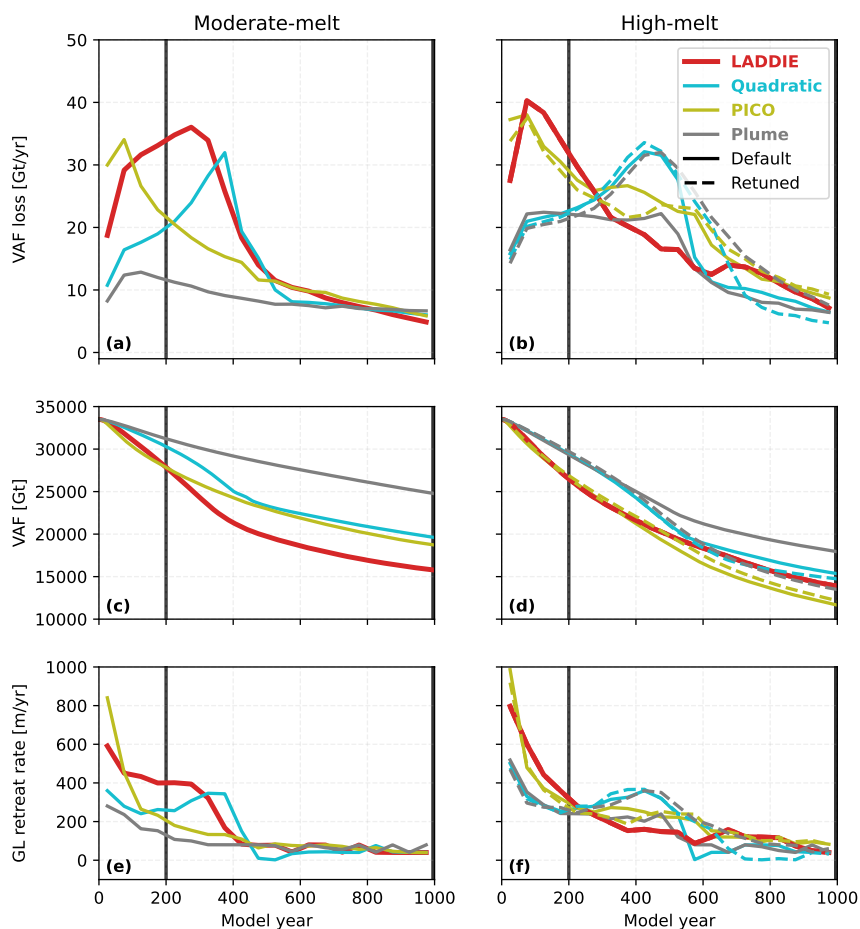 Moderate-melt
High-melt
50
40
30
20
10
0
VAF loss [Gt/yr]
(a)
(b)
LADDIE
Quadratic
PICO
Plume
Default
Retuned
35000
30000
25000
20000
15000
10000
VAF [Gt]
(c)
(d)
1000
800
600
400
200
0
GL retreat rate [m/yr]
(e)
(f)
0
200
400
600
800
1000
Model year
0
200
400
600
800
1000
Model year